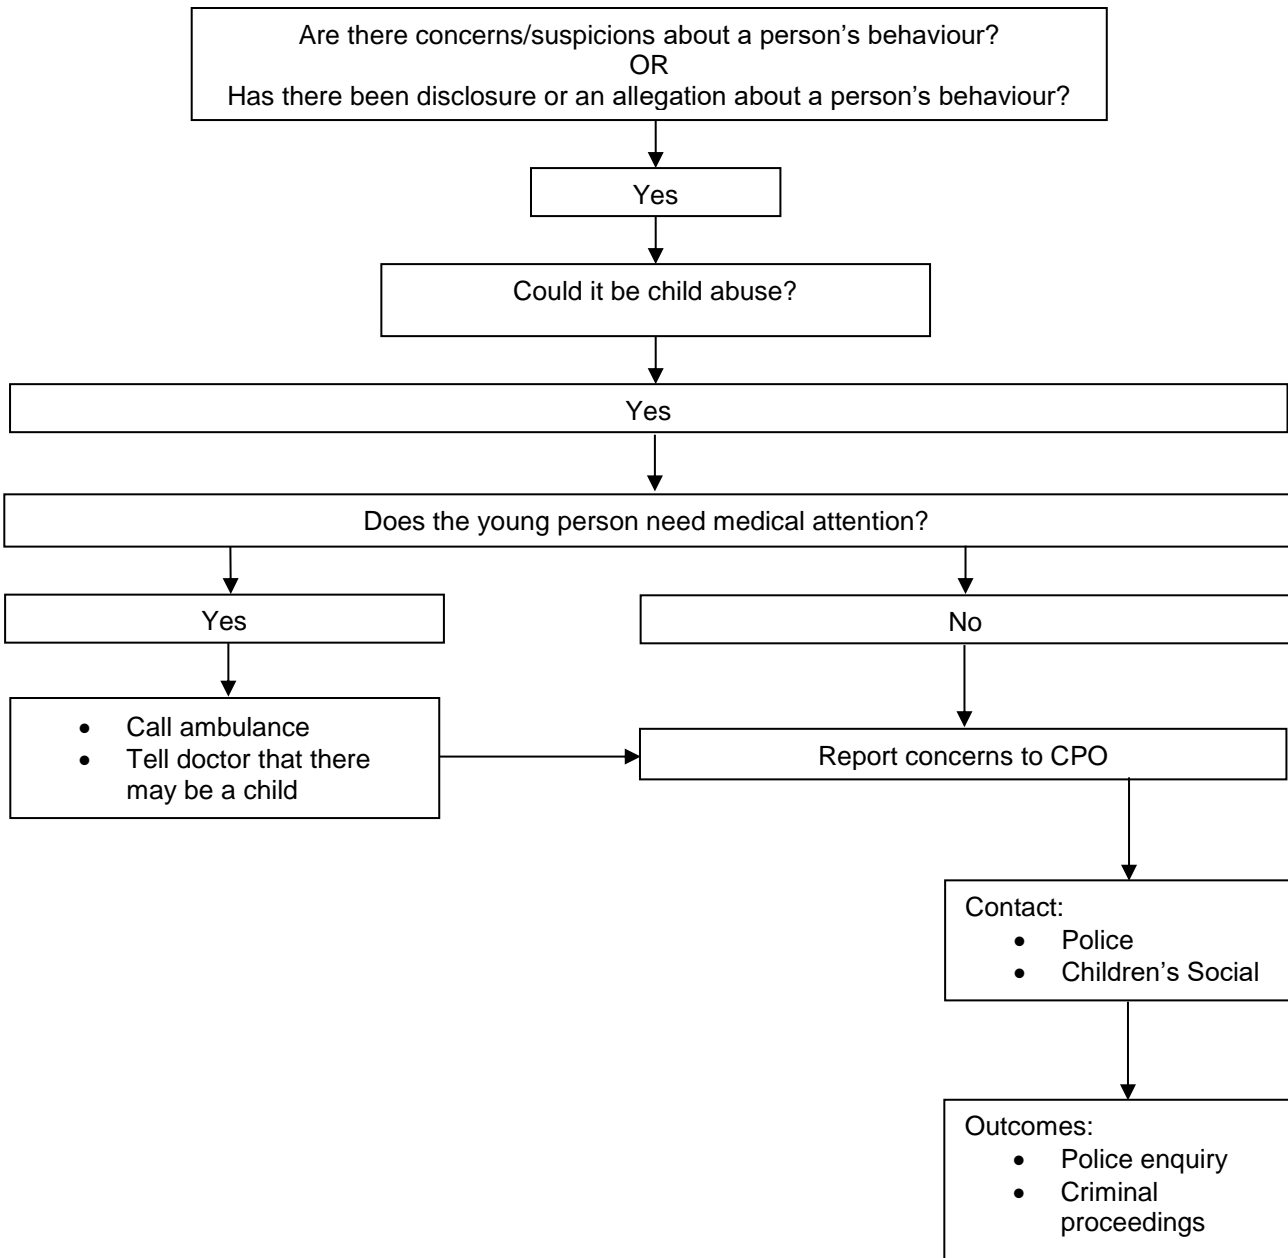 Are there concerns/suspicions about a person’s behaviour?
OR
Has there been disclosure or an allegation about a person’s behaviour?
Yes
Could it be child abuse?
Yes
Does the young person need medical attention?
Yes
No
• Call ambulance
• Tell doctor that there
may be a child
Report concerns to CPO
Contact:
• Police
• Children’s Social
Outcomes:
• Police enquiry
• Criminal
proceedings